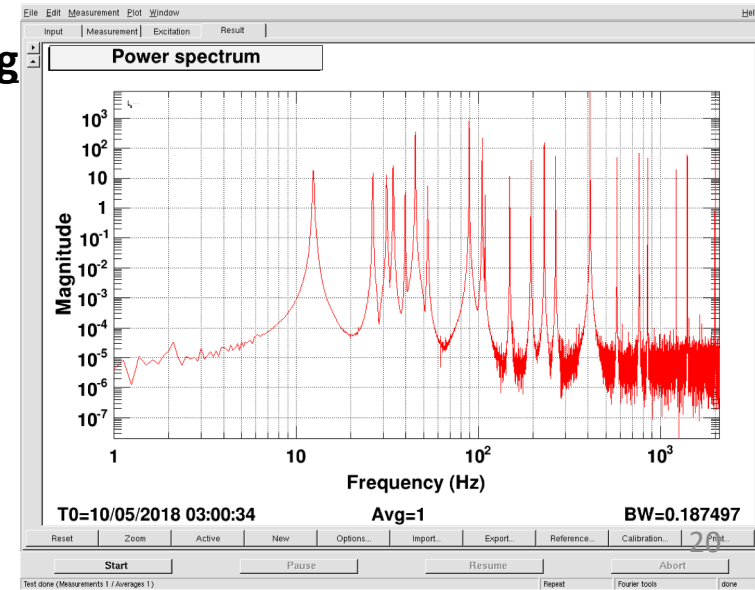 File Edit Measurement Plot Window
Input Measurement Excitation Result
g
Power spectrum
10³
10²
10
1
10⁻¹
10⁻²
10⁻³
10⁻⁴
10⁻⁵
10⁻⁶
10⁻⁷
Magnitude
1 10 10² 10³
Frequency (Hz)
T0=10/05/2018 03:00:34 Avg=1 BW=0.187497
Reset Zoom Active New Options... Import... Export... Reference... Calibration...
20
Start Pause Resume Abort
Test done (Measurements 1 / Averages 1) Repeat Fourier tools done